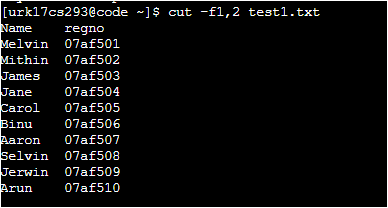 [urk17cs293@code ~]$ cut -f1,2 test1.txt
Name regno
Melvin 07af501
Mithin 07af502
James 07af503
Jane 07af504
Carol 07af505
Binu 07af506
Aaron 07af507
Selvin 07af508
Jerwin 07af509
Arun 07af510